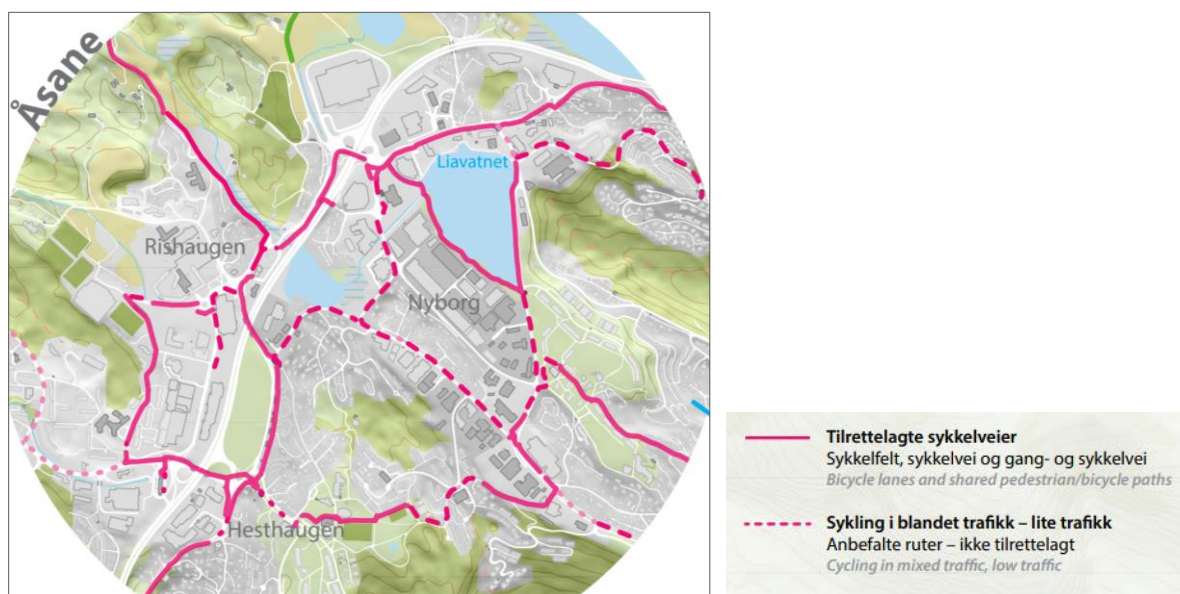 Åsane
Liavatnet
Rishaugen
Nyborg
Hesthaugen
Tilrettelagte sykkelveier
Sykkelfelt, sykkelvei og gang- og sykkelvei
Bicycle lanes and shared pedestrian/bicycle paths
Sykling i blandet trafikk – lite trafikk
Anbefalte ruter – ikke tilrettelagt
Cycling in mixed traffic, low traffic